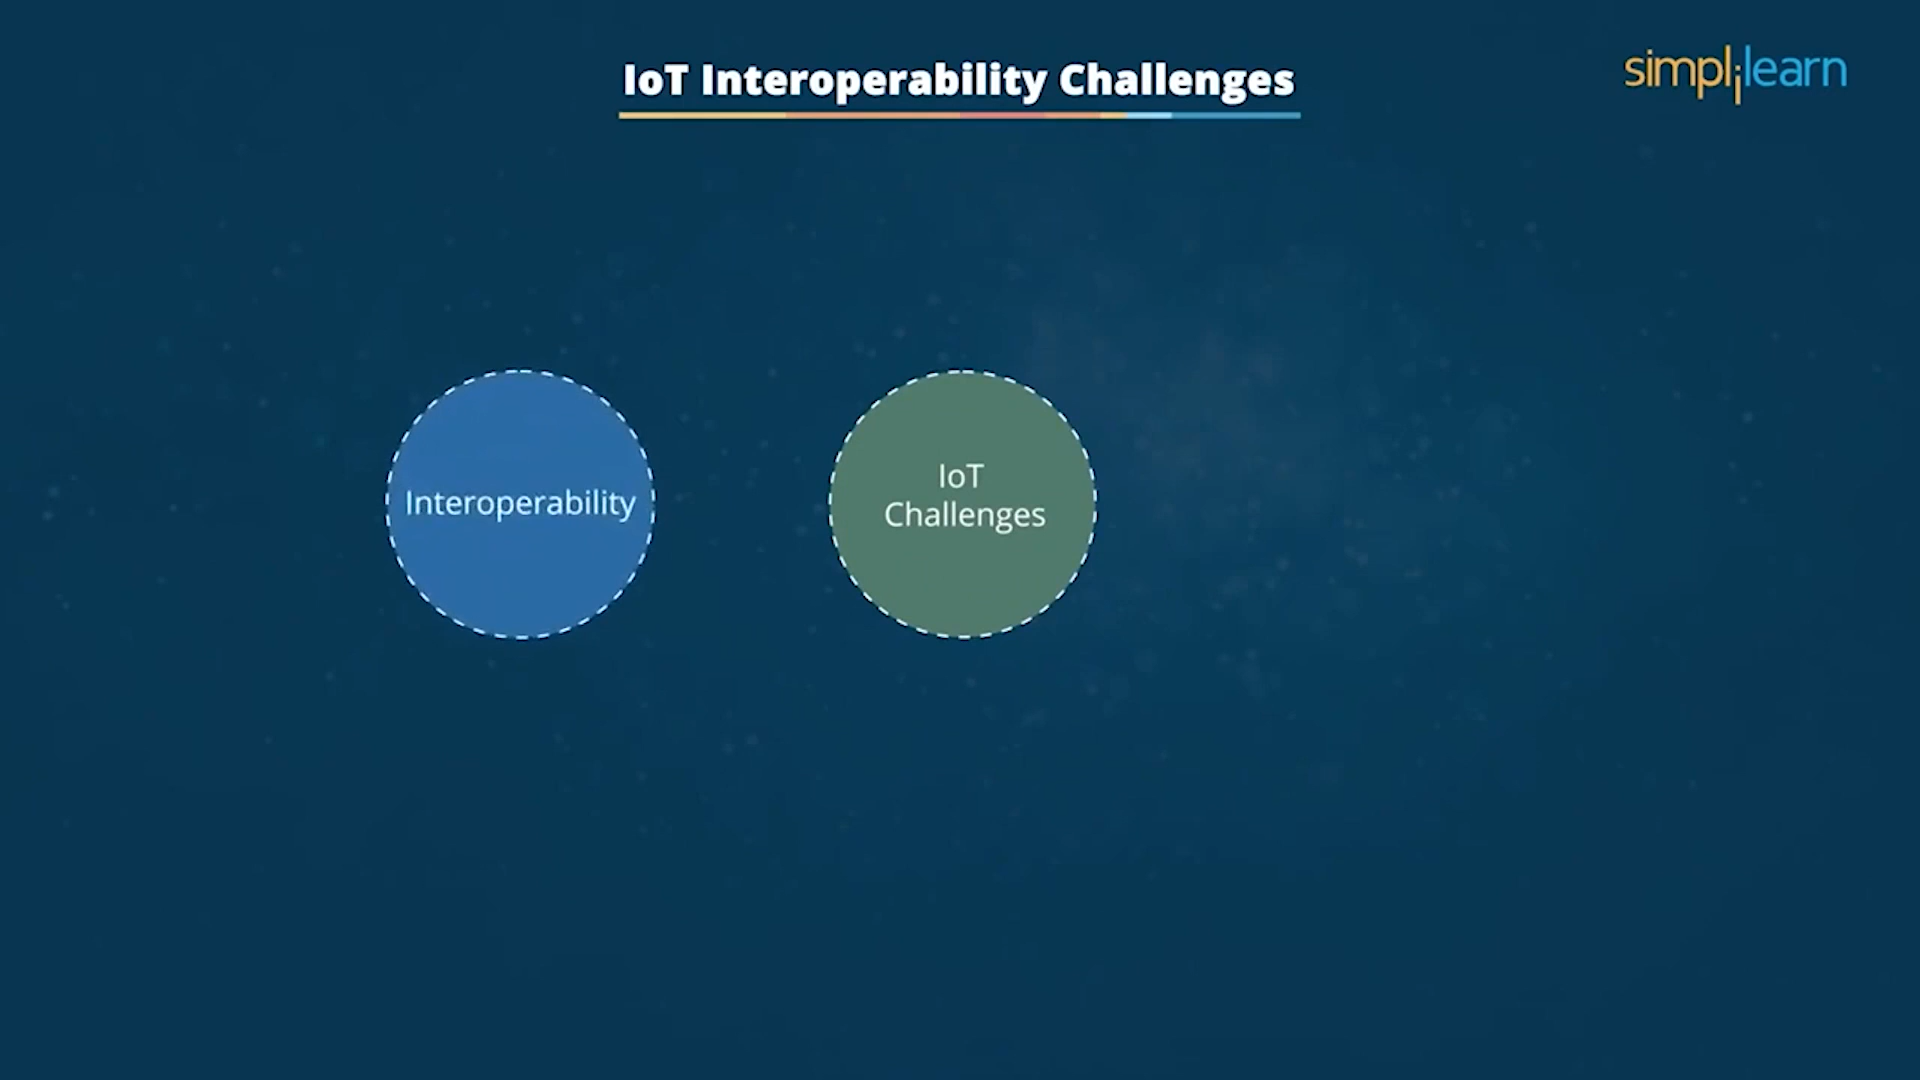 IoT Interoperability Challenges
simplilearn
Interoperability
IoT
Challenges